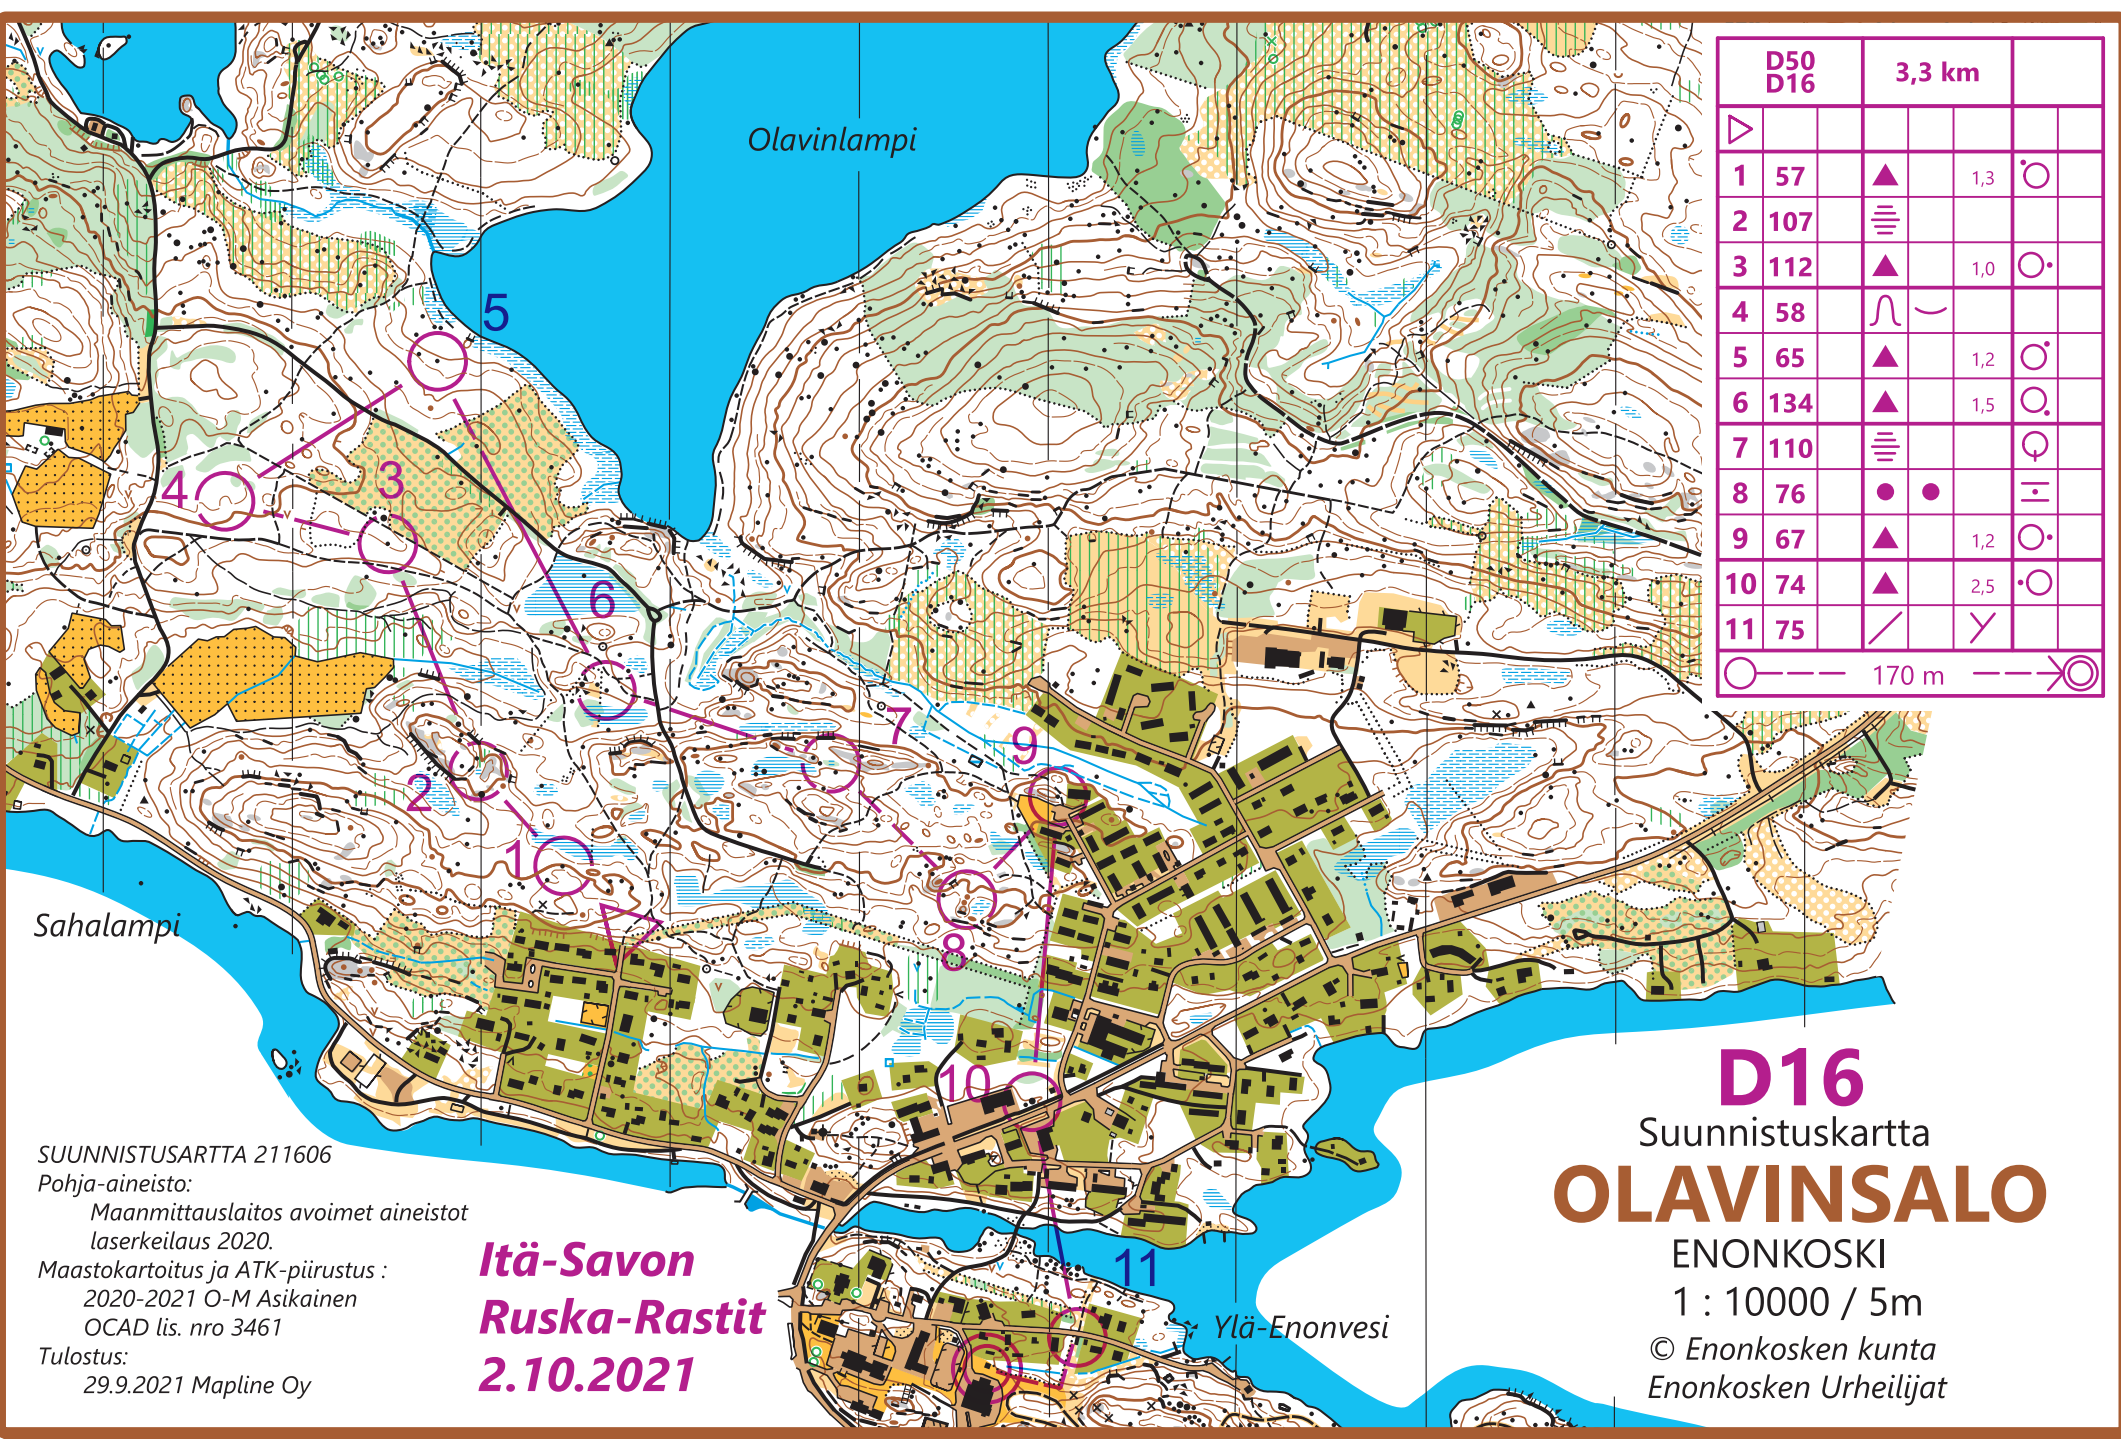 Olavinlampi
D50
D16
3,3 km
1 57 1,3
2 107
3 112 1,0
4 58
5 65 1,2
6 134 1,5
7 110
8 76
9 67 1,2
10 74 2,5
11 75
170 m
5
3
4
6
7
9
2
1
8
10
11
Sahalampi
Ylä-Enonvesi
SUUNNISTUSARTTA 211606
Pohja-aineisto:
Maanmittauslaitos avoimet aineistot
laserkeilaus 2020.
Maastokartoitus ja ATK-piirustus :
2020-2021 O-M Asikainen
OCAD lis. nro 3461
Tulostus:
29.9.2021 Mapline Oy
Itä-Savon
Ruska-Rastit
2.10.2021
D16
Suunnistuskartta
OLAVINSALO
ENONKOSKI
1 : 10000 / 5m
© Enonkosken kunta
Enonkosken Urheilijat